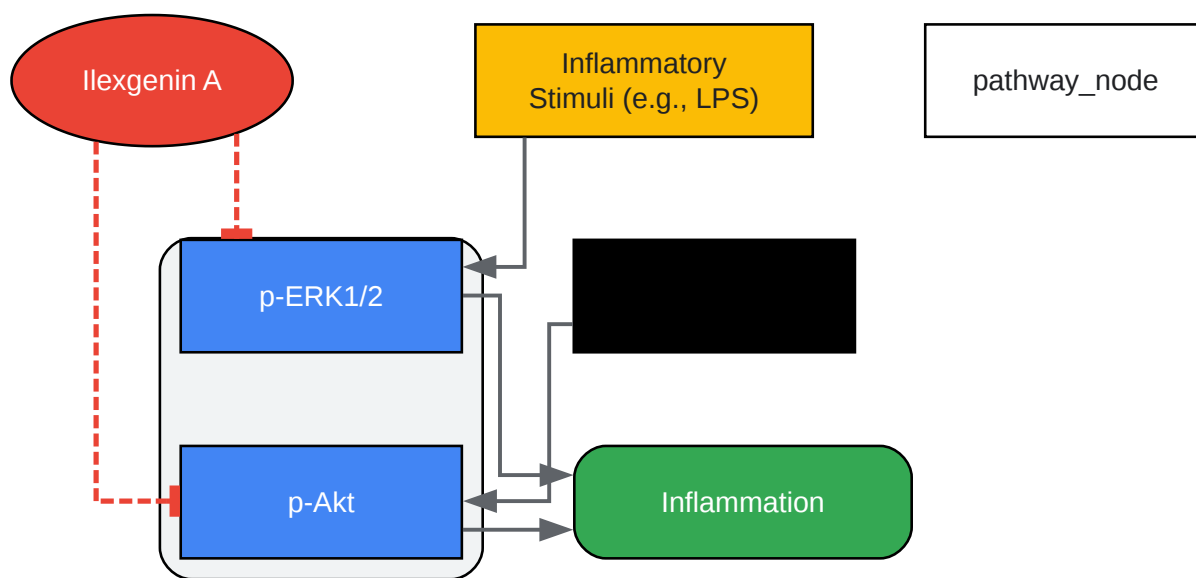 Ilexgenin A
Inflammatory
Stimuli (e.g., LPS)
pathway_node
p-ERK1/2
p-Akt
Inflammation